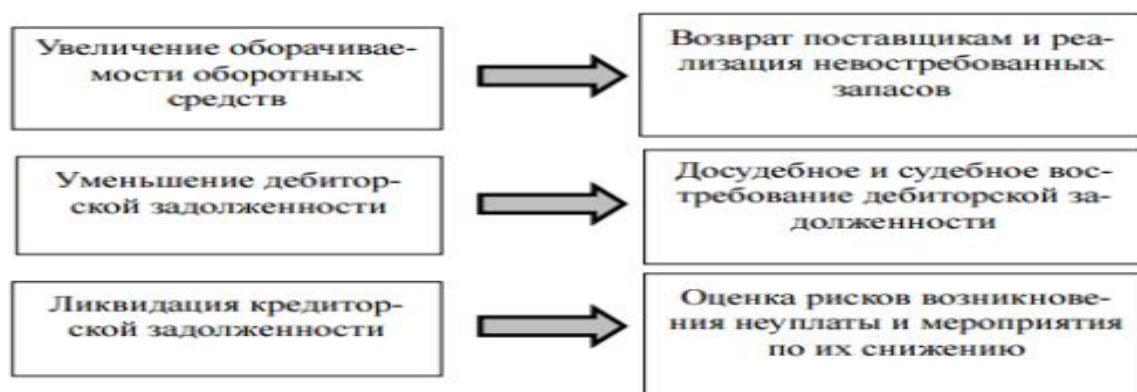 Увеличение оборачивае-
мости оборотных
средств
Возврат поставщикам и реа-
лизация невостребованных
запасов
Уменьшение дебитор-
ской задолженности
Досудебное и судебное вос-
требование дебиторской за-
долженности
Ликвидация кредитор-
ской задолженности
Оценка рисков возникнове-
ния неуплаты и мероприятия
по их снижению